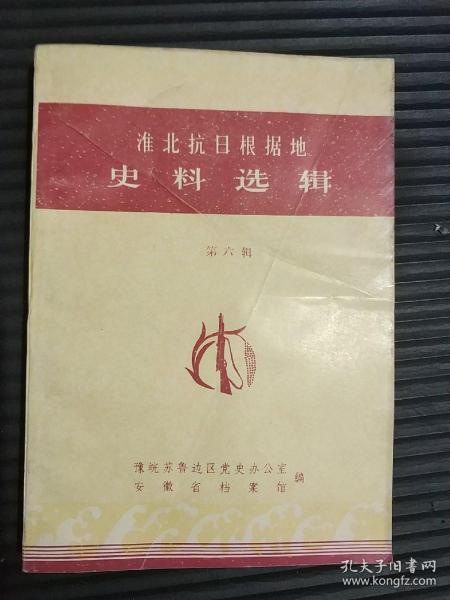 淮北抗日根据地
史料选辑
第六辑
豫皖苏鲁边区党史办公室
安徽省档案馆
编
孔夫子旧书网
www.kongfz.com